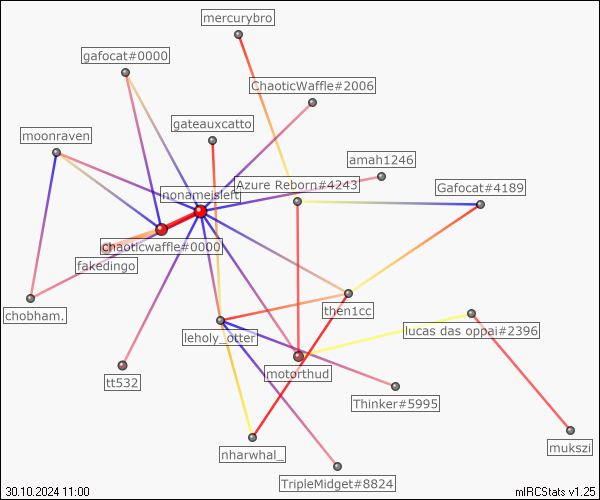 mercurybro
gafocat#0000
ChaoticWaffle#2006
gateauxcatto
moonraven
amah1246
Azure Reborn#4243
Gafocat#4189
nonameisleft
chaoticwaffle#0000
fakedingo
chobham.
then1cc
lucas das oppai#2396
leholy_otter
motorthud
tt532
Thinker#5995
mukszi
nharwhal_
TripleMidget#8824
30.10.2024 11:00
mIRCStats v1.25